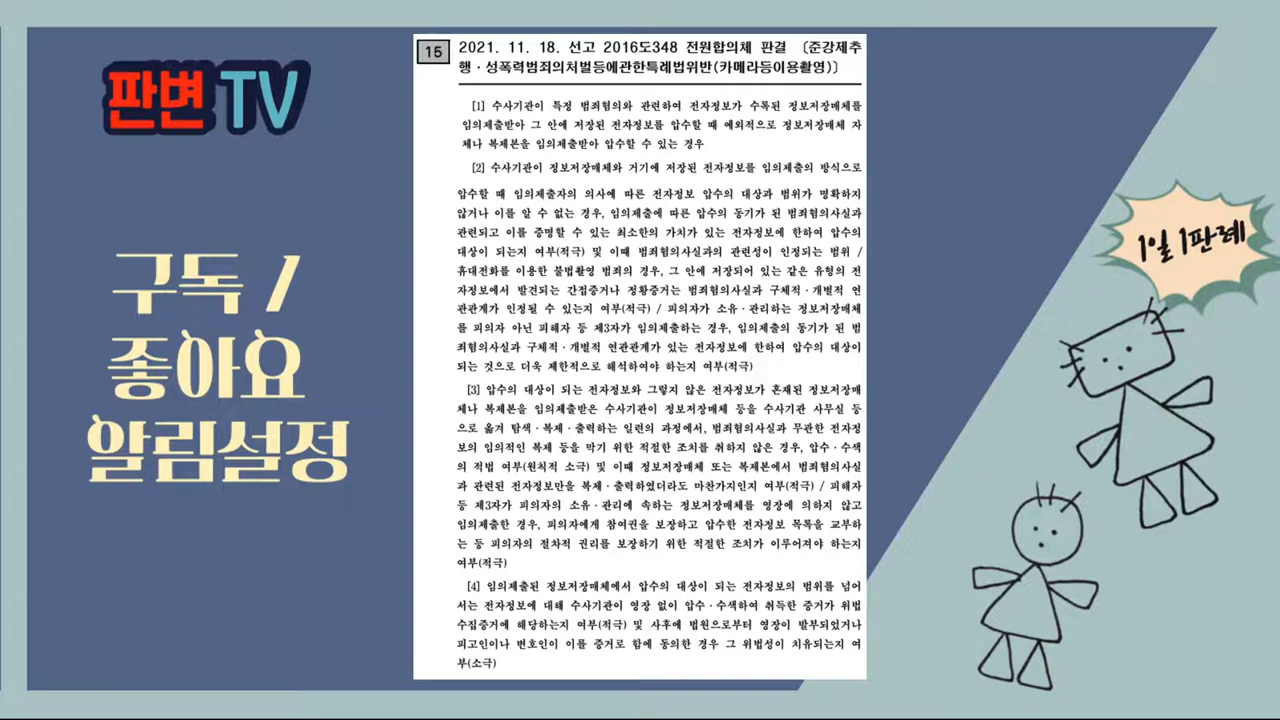 판변 TV
구독 /
좋아요
알림설정
15
2021. 11. 18. 선고 2016도348 전원합의체 판결 〔준강제추
행·성폭력범죄의처벌등에관한특례법위반(카메라등이용촬영)〕
[1] 수사기관이 특정 범죄혐의와 관련하여 전자정보가 수록된 정보저장매체를
임의제출받아 그 안에 저장된 전자정보를 압수할 때 예외적으로 정보저장매체 자
체나 복제본을 임의제출받아 압수할 수 있는 경우
[2] 수사기관이 정보저장매체와 거기에 저장된 전자정보를 임의제출의 방식으로
압수할 때 임의제출자의 의사에 따른 전자정보 압수의 대상과 범위가 명확하지
않거나 이를 알 수 없는 경우, 임의제출에 따른 압수의 동기가 된 범죄혐의사실과
관련되고 이를 증명할 수 있는 최소한의 가치가 있는 전자정보에 한하여 압수의
대상이 되는지 여부(적극) 및 이때 범죄혐의사실과의 관련성이 인정되는 범위 /
휴대전화를 이용한 불법촬영 범죄의 경우, 그 안에 저장되어 있는 같은 유형의 전
자정보에서 발견되는 간접증거나 정황증거는 범죄혐의사실과 구체적·개별적 연
관관계가 인정될 수 있는지 여부(적극) / 피의자가 소유·관리하는 정보저장매체
를 피의자 아닌 피해자 등 제3자가 임의제출하는 경우, 임의제출의 동기가 된 범
죄혐의사실과 구체적·개별적 연관관계가 있는 전자정보에 한하여 압수의 대상이
되는 것으로 더욱 제한적으로 해석하여야 하는지 여부(적극)
[3] 압수의 대상이 되는 전자정보와 그렇지 않은 전자정보가 혼재된 정보저장매
체나 복제본을 임의제출받은 수사기관이 정보저장매체 등을 수사기관 사무실 등
으로 옮겨 탐색·복제·출력하는 일련의 과정에서, 범죄혐의사실과 무관한 전자정
보의 임의적인 복제 등을 막기 위한 적절한 조치를 취하지 않은 경우, 압수·수색
의 적법 여부(원칙적 소극) 및 이때 정보저장매체 또는 복제본에서 범죄혐의사실
과 관련된 전자정보만을 복제·출력하였더라도 마찬가지인지 여부(적극) / 피해자
등 제3자가 피의자의 소유·관리에 속하는 정보저장매체를 영장에 의하지 않고
임의제출한 경우, 피의자에게 참여권을 보장하고 압수한 전자정보 목록을 교부하
는 등 피의자의 절차적 권리를 보장하기 위한 적절한 조치가 이루어져야 하는지
여부(적극)
[4] 임의제출된 정보저장매체에서 압수의 대상이 되는 전자정보의 범위를 넘어
서는 전자정보에 대해 수사기관이 영장 없이 압수·수색하여 취득한 증거가 위법
수집증거에 해당하는지 여부(적극) 및 사후에 법원으로부터 영장이 발부되었거나
피고인이나 변호인이 이를 증거로 함에 동의한 경우 그 위법성이 치유되는지 여
부(소극)
1일 1판례